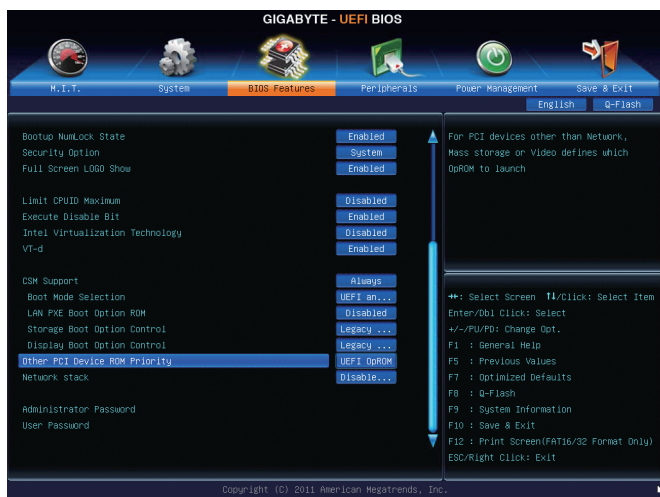 GIGABYTE - UEFI BIOS
M.I.T. System BIOS Features Peripherals Power Management Save & Exit
English Q-Flash
Bootup NumLock State Enabled
Security Option System
Full Screen LOGO Show Enabled
Limit CPUID Maximum Disabled
Execute Disable Bit Enabled
Intel Virtualization Technology Disabled
VT-d Enabled
CSM Support Always
Boot Mode Selection UEFI an...
LAN PXE Boot Option ROM Disabled
Storage Boot Option Control Legacy ...
Display Boot Option Control Legacy ...
Other PCI Device ROM Priority UEFI OpROM
Network stack Disable...
Administrator Password
User Password
For PCI devices other than Network,
Mass storage or Video defines which
OpROM to launch
→←: Select Screen ↑↓/Click: Select Item
Enter/Dbl Click: Select
+/-/PU/PD: Change Opt.
F1 : General Help
F5 : Previous Values
F7 : Optimized Defaults
F8 : Q-Flash
F9 : System Information
F10 : Save & Exit
F12 : Print Screen(FAT16/32 Format Only)
ESC/Right Click: Exit
Copyright (C) 2011 American Megatrends, Inc.